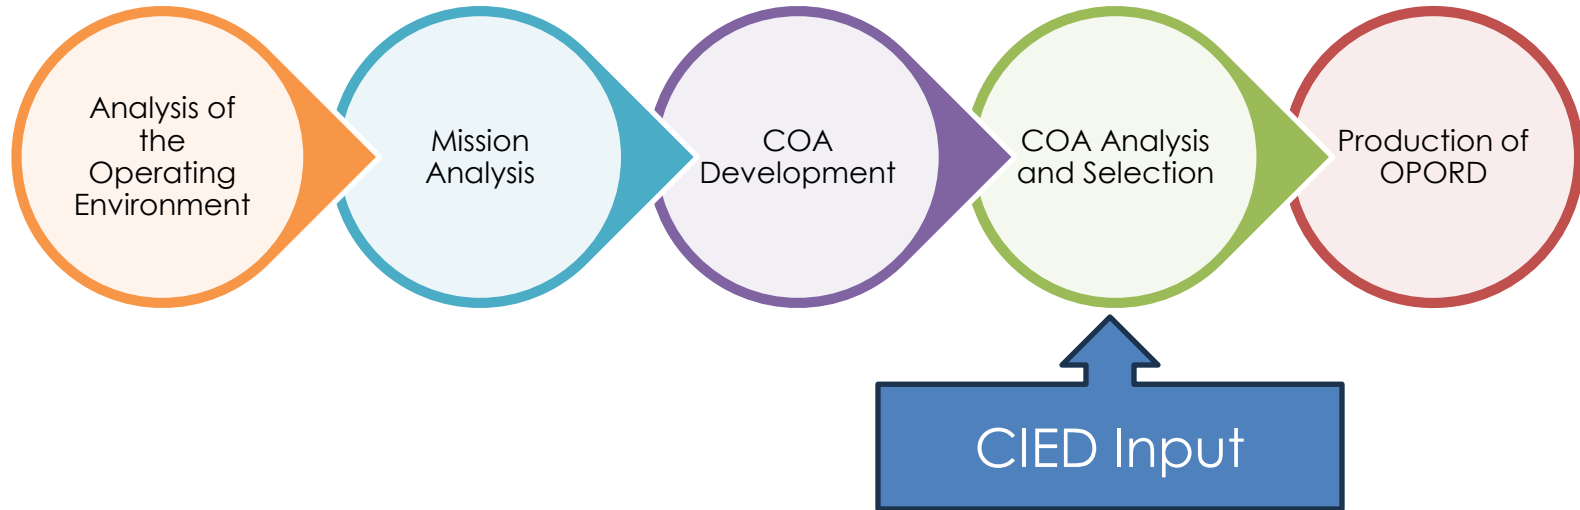 Analysis of
the
Operating
Environment
Mission
Analysis
COA
Development
COA Analysis
and Selection
Production of
OPORD
CIED Input